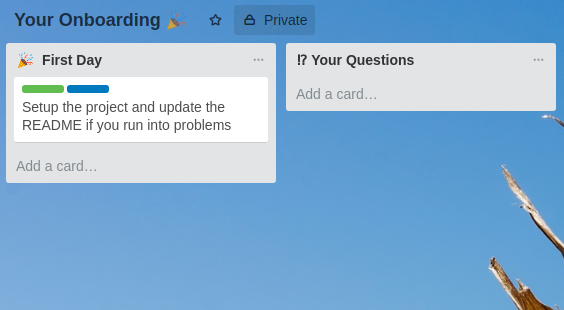 Your Onboarding 🎉
Private
🎉 First Day
Setup the project and update the
README if you run into problems
Add a card…
⁉ Your Questions
Add a card…